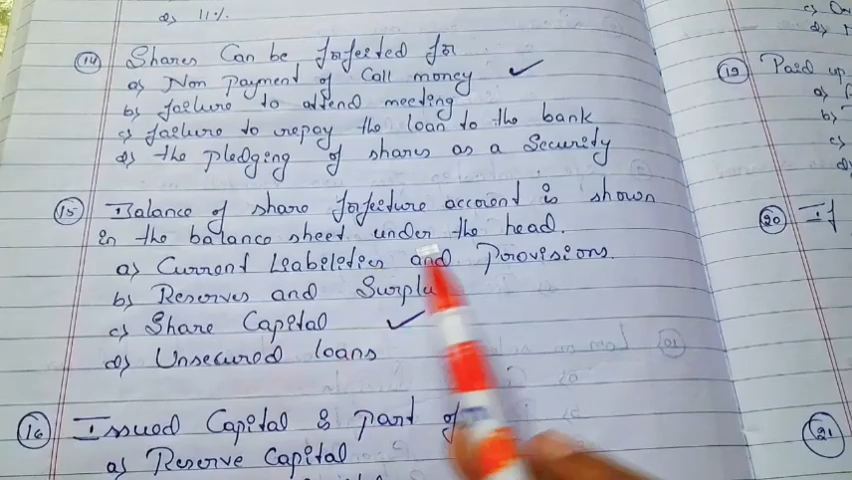 d) 11%
14 Shares Can be forfeited for
a) Non Payment of Call money
b) failure to attend meeting
c) failure to repay the loan to the bank
d) the pledging of shares as a Security
15 Balance of share forfeiture account is shown
in the balance sheet under the head.
a) Current Liabilities and Provisions.
b) Reserves and Surplu
c) Share Capital
d) Unsecured loans
16 Issued Capital is Part of
a) Reserve Capital
19 Paid up
a)
b)
c)
d)
20 If
21